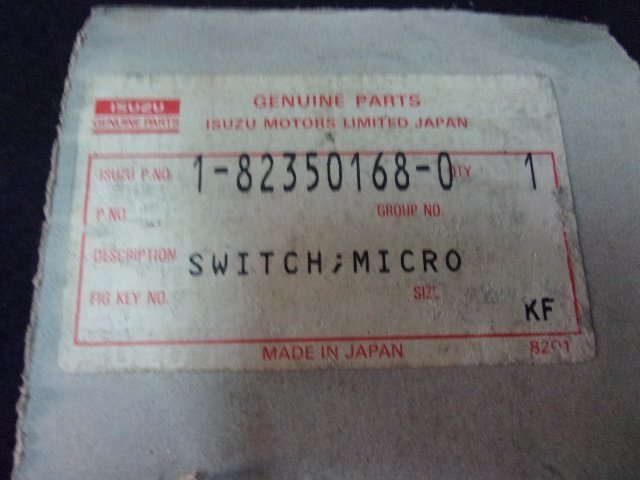 ISUZU
GENUINE PARTS
GENUINE PARTS
ISUZU MOTORS LIMITED JAPAN
ISUZU P.NO. 1-82350168-0 QTY 1
P.NO. GROUP NO.
DESCRIPTION SWITCH;MICRO
FIG KEY NO. SIZE
KF
MADE IN JAPAN 8201